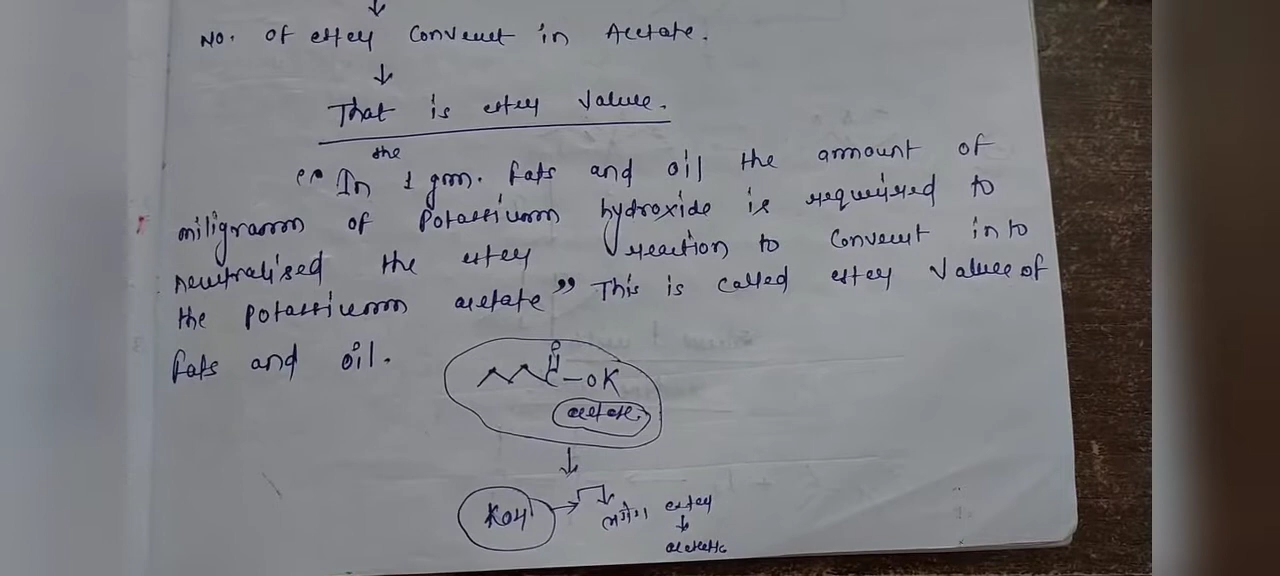 No. of ester convert in Acetate.
That is ester value.
the
"In 1 gm. fats and oil the amount of
miligramm of Potassium hydroxide is required to
neutralised the ester reaction to convert in to
the potassium acetate" This is called ester value of
fats and oil.
O
C-OK
acetate.
KOH
लगेगा ester
acetate